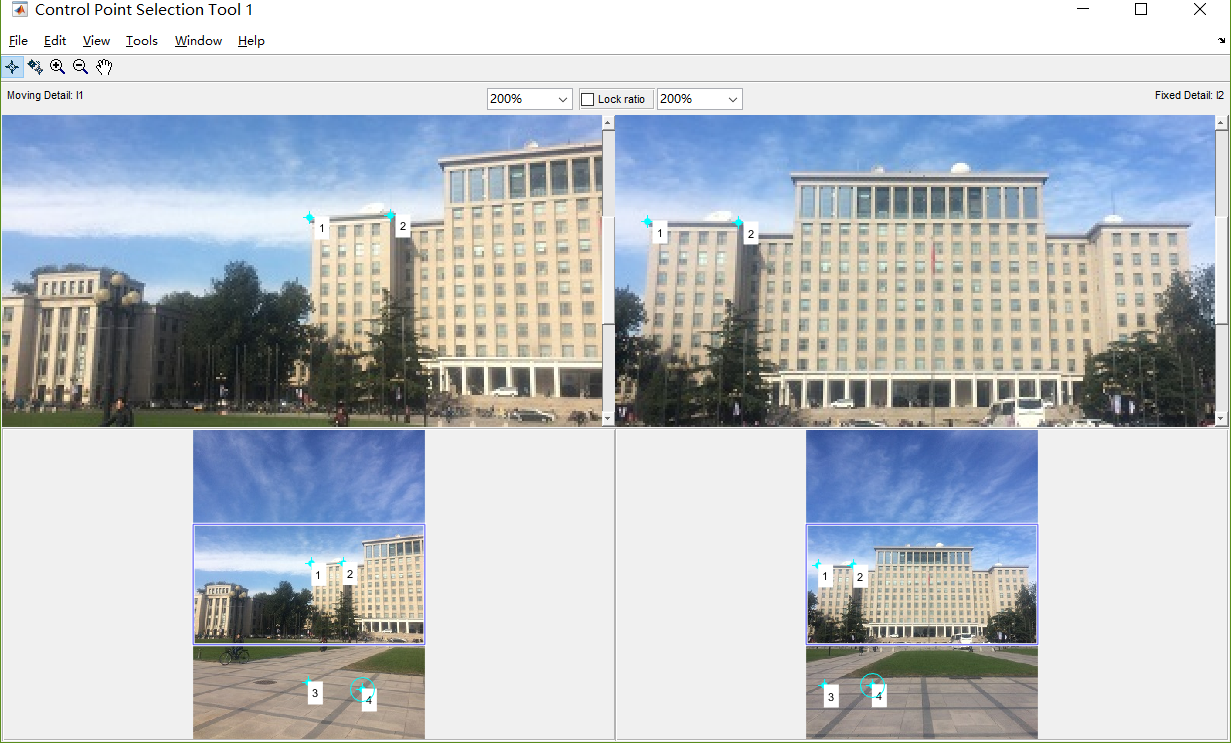 Control Point Selection Tool 1
File Edit View Tools Window Help
Moving Detail: I1
200%
Lock ratio
200%
Fixed Detail: I2
1
2
1
2
1
2
3
4
1
2
3
4